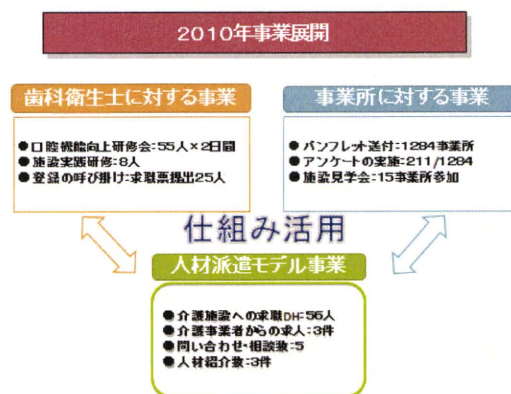 2010年事業展開
歯科衛生士に対する事業
●口腔機能向上研修会:55人×2日間
●施設実践研修:8人
●登録の呼び掛け:求職票提出25人
事業所に対する事業
●パンフレット送付:1284事業所
●アンケートの実施:211/1284
●施設見学会:15事業所参加
仕組み活用
人材派遣モデル事業
●介護施設への求職DH:56人
●介護事業者からの求人:3件
●問い合わせ・相談数:5
●人材紹介数:3件